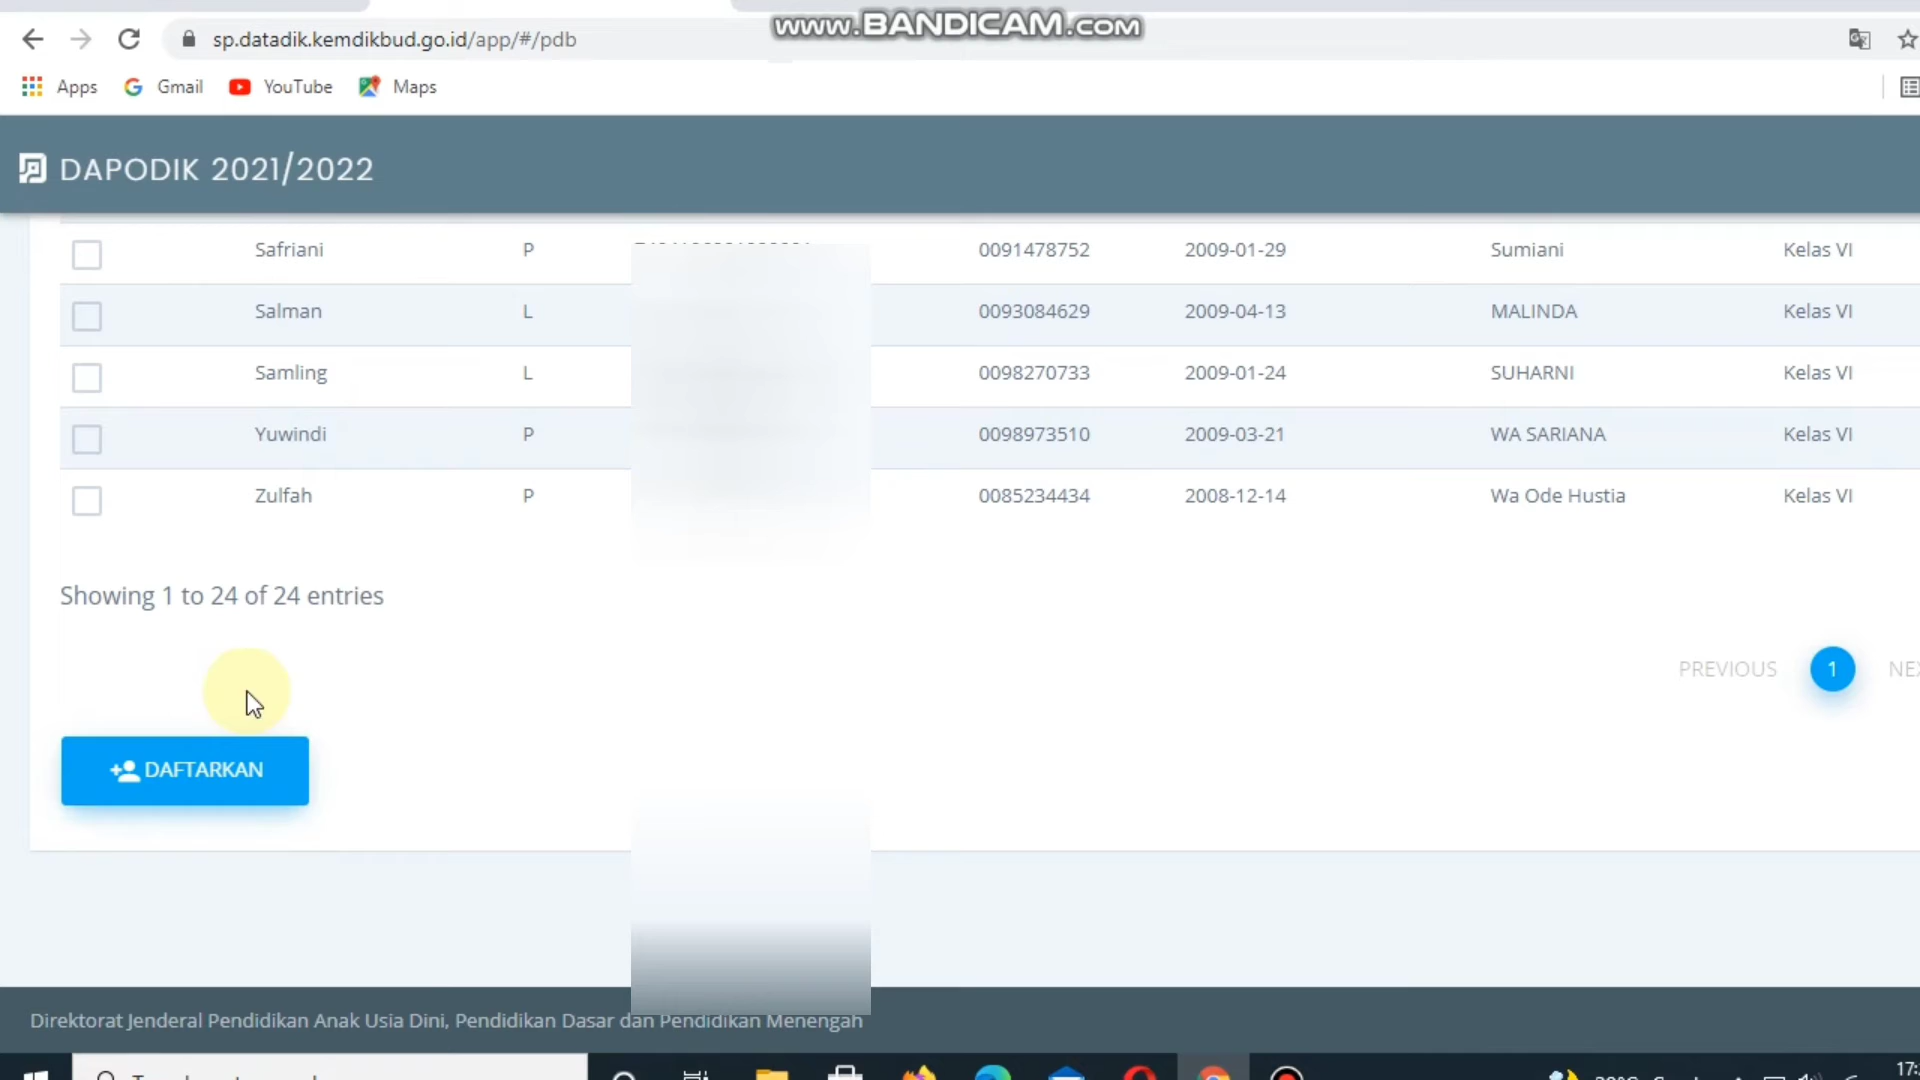 www.BANDICAM.com
sp.datadik.kemdikbud.go.id/app/#/pdb
Apps Gmail YouTube Maps
DAPODIK 2021/2022
Safriani P 0091478752 2009-01-29 Sumiani Kelas VI
Salman L 0093084629 2009-04-13 MALINDA Kelas VI
Samling L 0098270733 2009-01-24 SUHARNI Kelas VI
Yuwindi P 0098973510 2009-03-21 WA SARIANA Kelas VI
Zulfah P 0085234434 2008-12-14 Wa Ode Hustia Kelas VI
Showing 1 to 24 of 24 entries
PREVIOUS 1
DAFTARKAN
Direktorat Jenderal Pendidikan Anak Usia Dini, Pendidikan Dasar dan Pendidikan Menengah